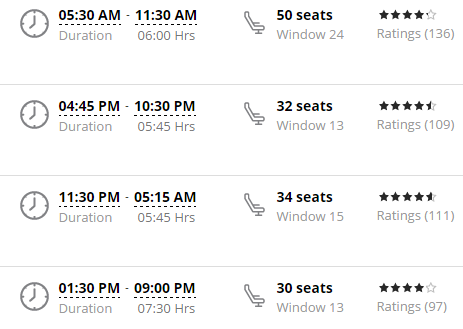 05:30 AM - 11:30 AM 50 seats
Duration 06:00 Hrs Window 24 Ratings (136)
04:45 PM - 10:30 PM 32 seats
Duration 05:45 Hrs Window 13 Ratings (109)
11:30 PM - 05:15 AM 34 seats
Duration 05:45 Hrs Window 15 Ratings (111)
01:30 PM - 09:00 PM 30 seats
Duration 07:30 Hrs Window 13 Ratings (97)